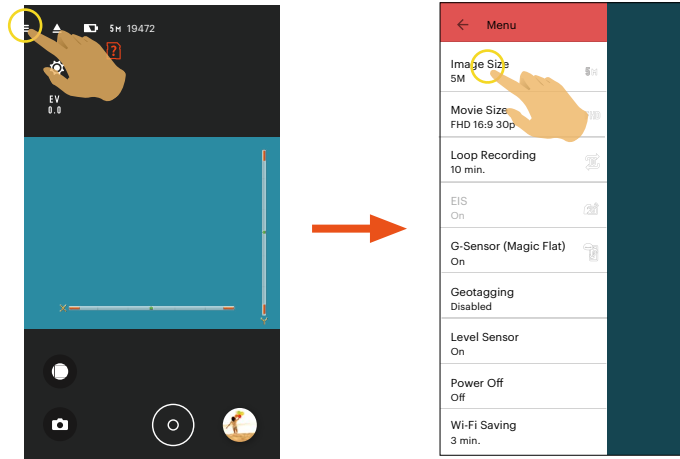 5M 19472
?
EV
0.0
Menu
Image Size
5M
5M
Movie Size
FHD 16:9 30p
Loop Recording
10 min.
EIS
On
G-Sensor (Magic Flat)
On
Geotagging
Disabled
Level Sensor
On
Power Off
Off
Wi-Fi Saving
3 min.